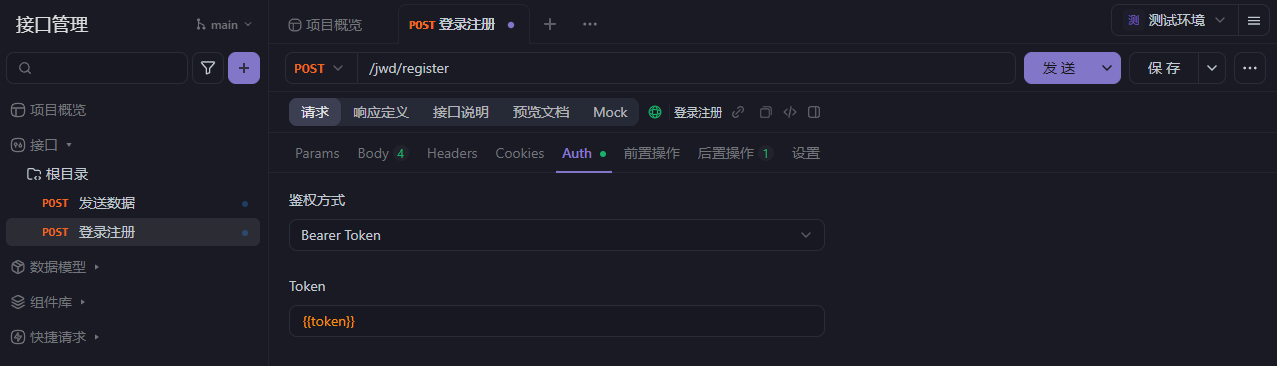 接口管理
main
项目概览
接口
根目录
POST 发送数据
POST 登录注册
数据模型
组件库
快捷请求
项目概览
POST 登录注册
测 测试环境
POST /jwd/register
发 送
保 存
请求 响应定义 接口说明 预览文档 Mock 登录注册
Params Body 4 Headers Cookies Auth 前置操作 后置操作 1 设置
鉴权方式
Bearer Token
Token
{{token}}